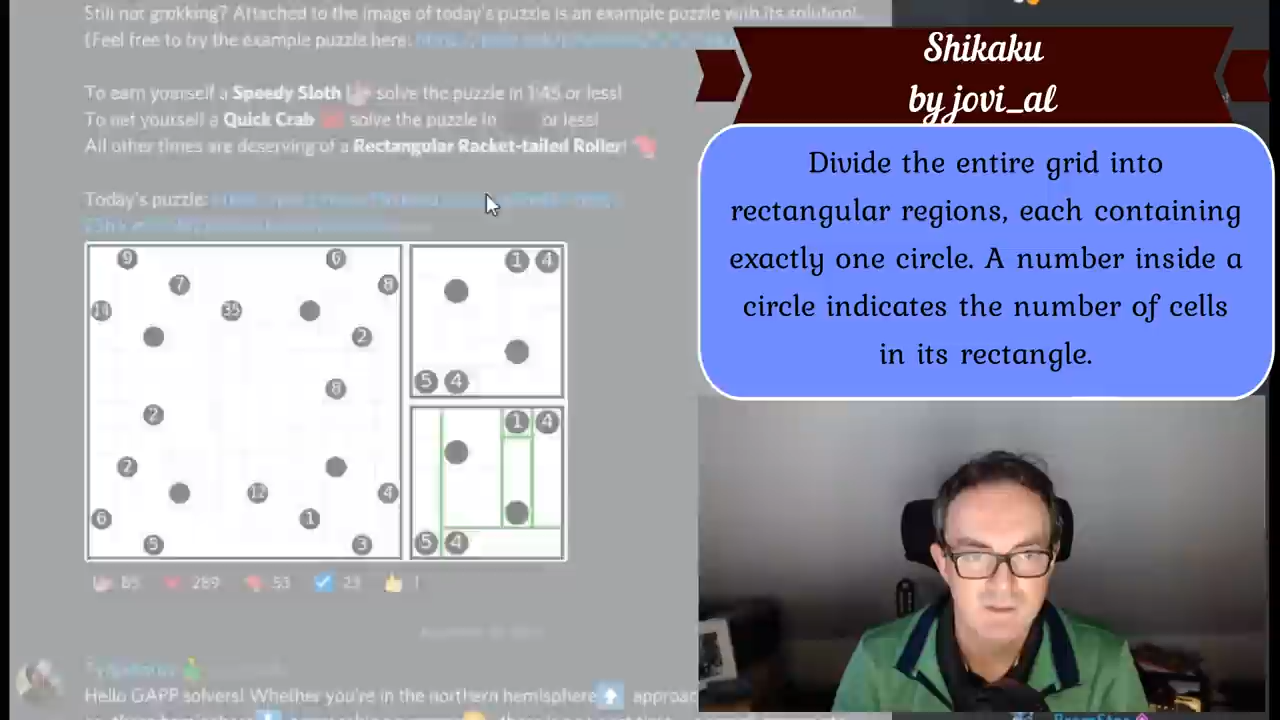 Still not grokking? Attached to the image of today's puzzle is an example puzzle with its solution!
(Feel free to try the example puzzle here:
To earn yourself a Speedy Sloth solve the puzzle in 1:45 or less!
To net yourself a Quick Crab solve the puzzle in or less!
All other times are deserving of a Rectangular Racket-tailed Roller!
Today's puzzle:
9 6
7 8
14 35
2
8
2
2
12 4
6 1
5 3
1 4
5 4
1 4
5 4
85 289 53 23 1
Hello GAPP solvers! Whether you're in the northern hemisphere approac
Shikaku
by jovi_al
Divide the entire grid into
rectangular regions, each containing
exactly one circle. A number inside a
circle indicates the number of cells
in its rectangle.